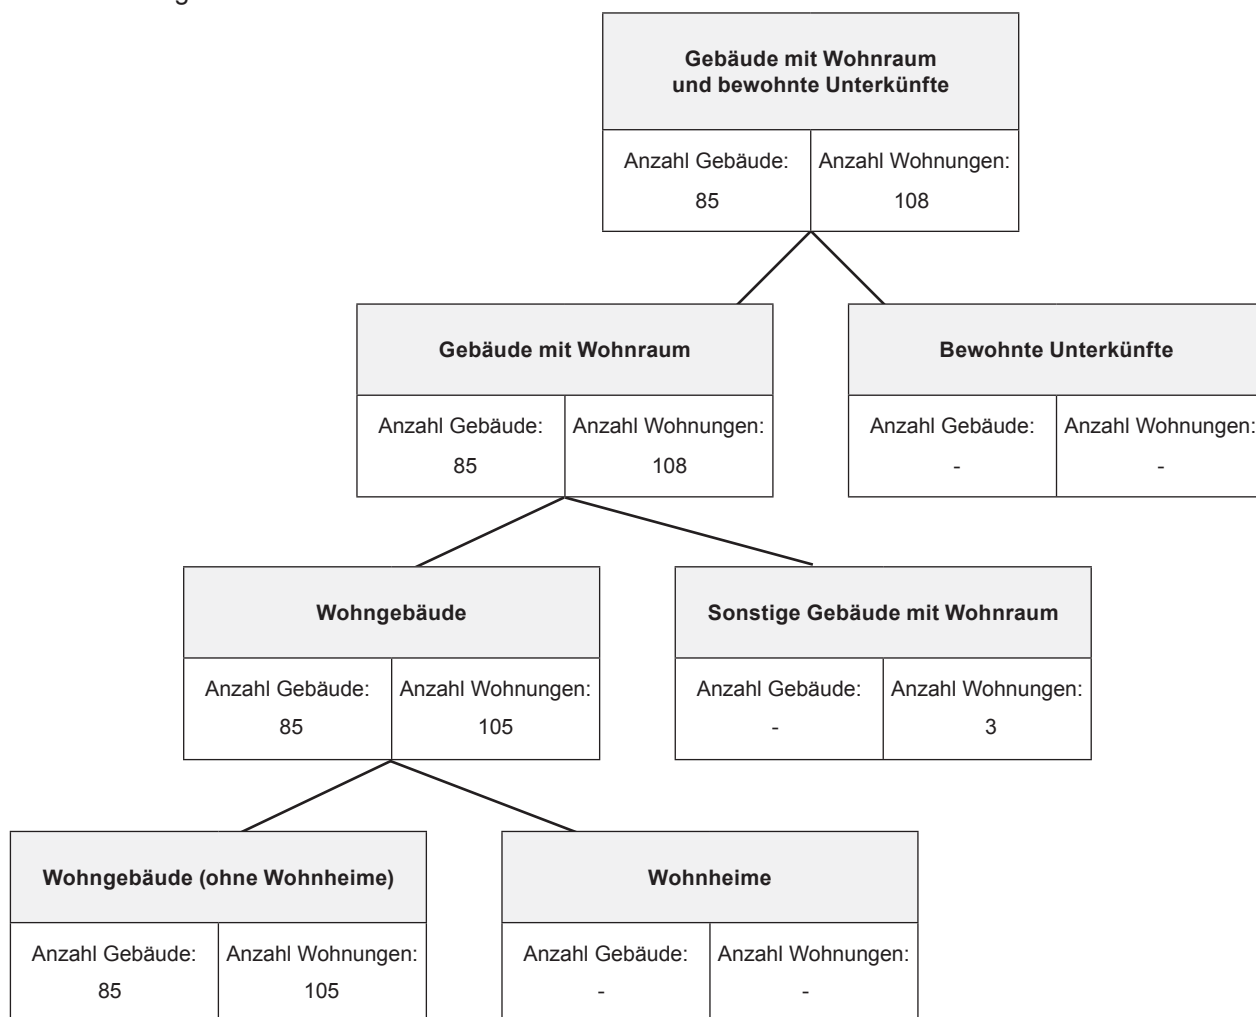 Gebäude mit Wohnraum
und bewohnte Unterkünfte
Anzahl Gebäude: Anzahl Wohnungen:
85 108
Gebäude mit Wohnraum
Bewohnte Unterkünfte
Anzahl Gebäude: Anzahl Wohnungen:
85 108
Anzahl Gebäude: Anzahl Wohnungen:
- -
Wohngebäude
Sonstige Gebäude mit Wohnraum
Anzahl Gebäude: Anzahl Wohnungen:
85 105
Anzahl Gebäude: Anzahl Wohnungen:
- 3
Wohngebäude (ohne Wohnheime)
Wohnheime
Anzahl Gebäude: Anzahl Wohnungen:
85 105
Anzahl Gebäude: Anzahl Wohnungen:
- -